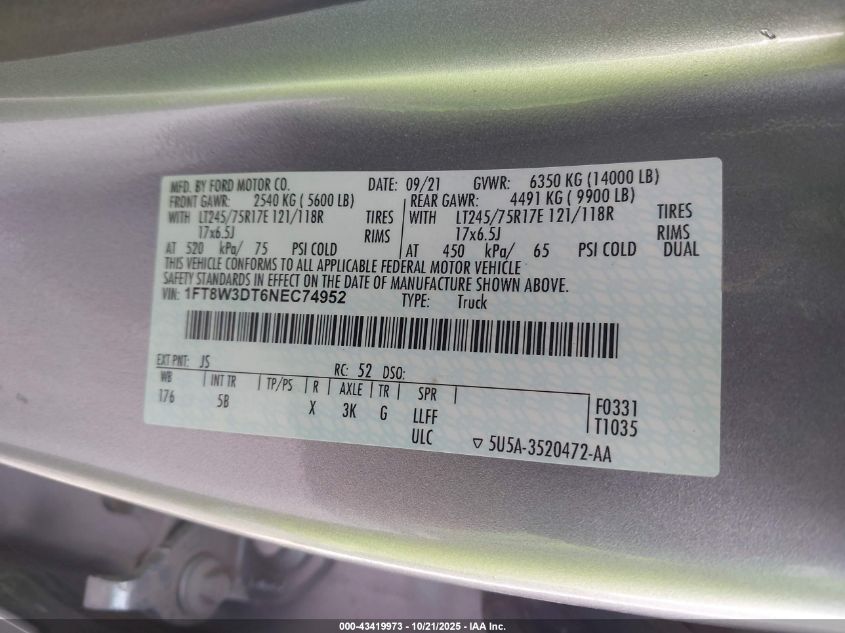 MFD. BY FORD MOTOR CO. DATE: 09/21 GVWR: 6350 KG (14000 LB)
FRONT GAWR: 2540 KG ( 5600 LB) REAR GAWR: 4491 KG ( 9900 LB)
WITH LT245/75R17E 121/118R TIRES WITH LT245/75R17E 121/118R TIRES
17x6.5J RIMS 17x6.5J RIMS
AT 520 kPa/ 75 PSI COLD AT 450 kPa/ 65 PSI COLD DUAL
THIS VEHICLE CONFORMS TO ALL APPLICABLE FEDERAL MOTOR VEHICLE
SAFETY STANDARDS IN EFFECT ON THE DATE OF MANUFACTURE SHOWN ABOVE.
VIN: 1FT8W3DT6NEC74952 TYPE: Truck
EXT PNT: JS RC: 52 DSO:
WB INT TR TP/PS R AXLE TR SPR
176 5B X 3K G LLFF F0331
ULC T1035
▽ 5U5A-3520472-AA
000-43419973 - 10/21/2025 - IAA Inc.